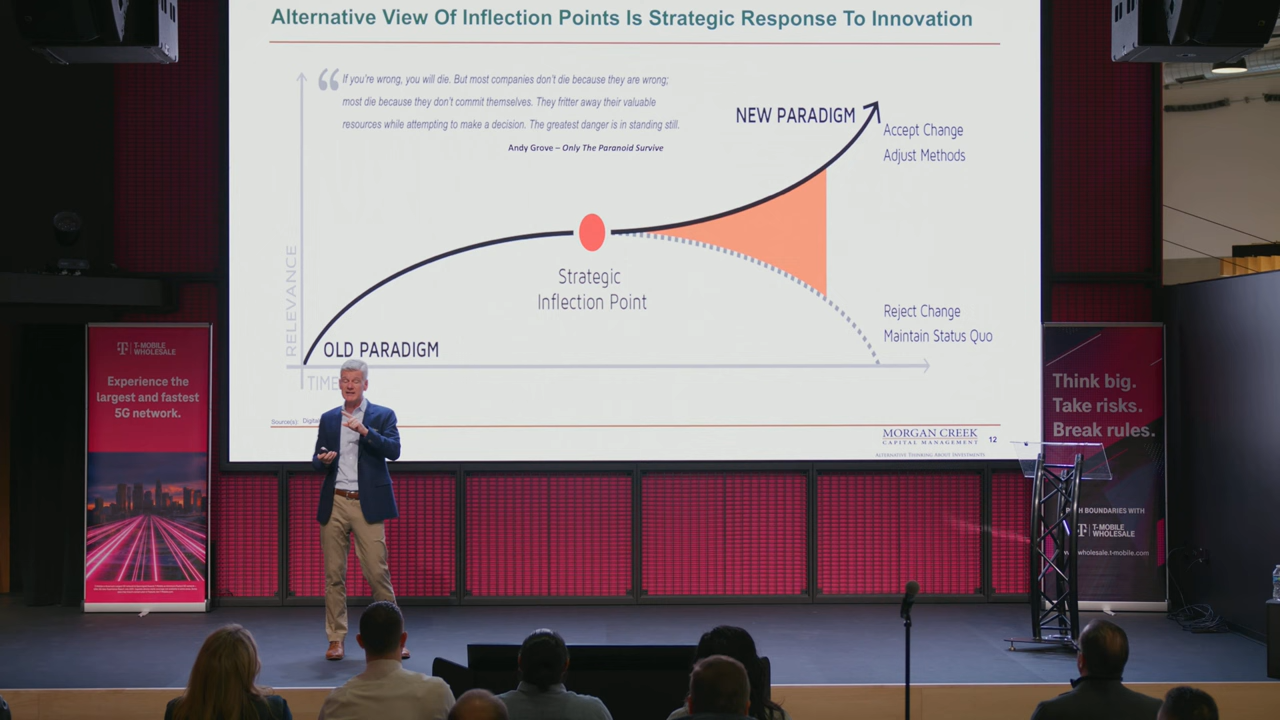 Alternative View Of Inflection Points Is Strategic Response To Innovation
“ If you're wrong, you will die. But most companies don't die because they are wrong;
most die because they don't commit themselves. They fritter away their valuable
resources while attempting to make a decision. The greatest danger is in standing still.
Andy Grove – Only The Paranoid Survive
NEW PARADIGM
Accept Change
Adjust Methods
RELEVANCE
Strategic
Inflection Point
Reject Change
Maintain Status Quo
OLD PARADIGM
TIME
Source(s):
MORGAN CREEK
CAPITAL MANAGEMENT
ALTERNATIVE THINKING ABOUT INVESTMENTS
12
T-MOBILE
WHOLESALE
Experience the
largest and fastest
5G network.
Think big.
Take risks.
Break rules.
BOUNDARIES WITH
T-MOBILE
WHOLESALE
wholesale.t-mobile.com